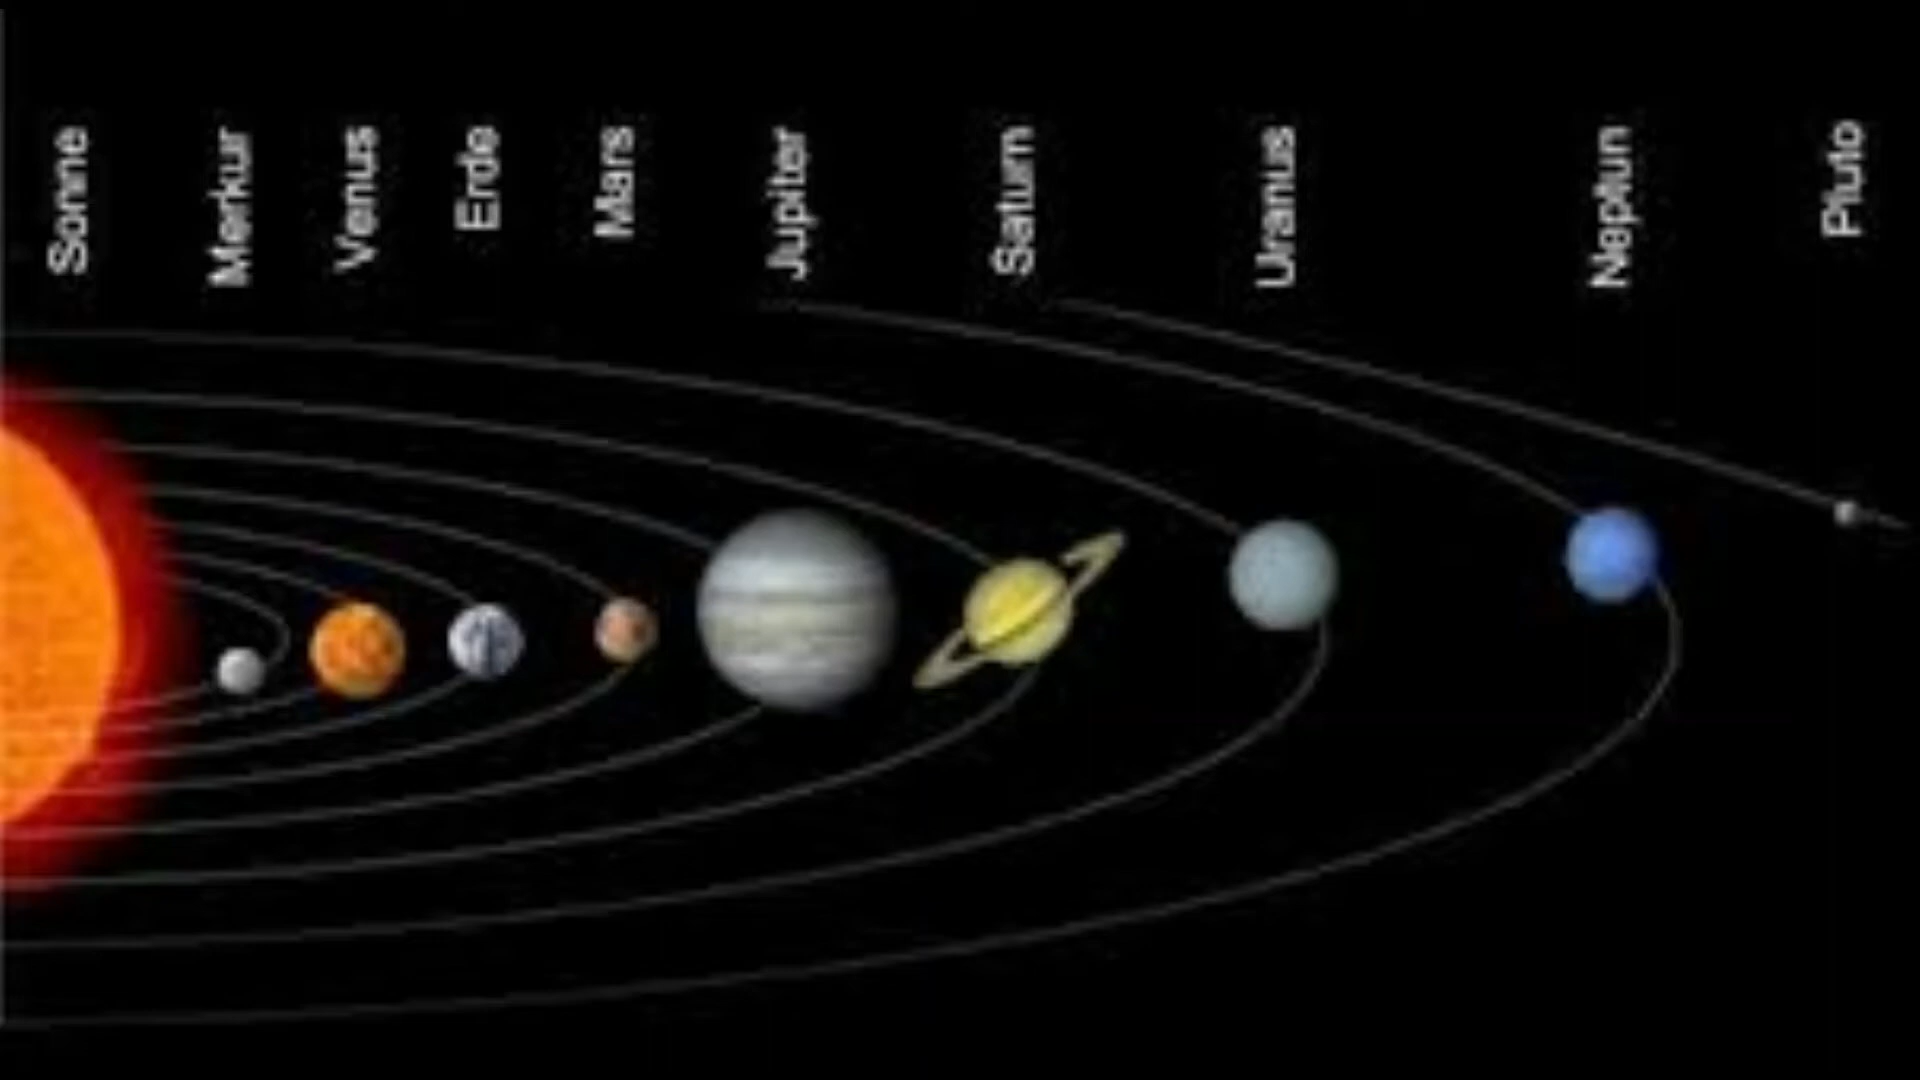 Sonne
Merkur
Venus
Erde
Mars
Jupiter
Saturn
Uranus
Neptun
Pluto